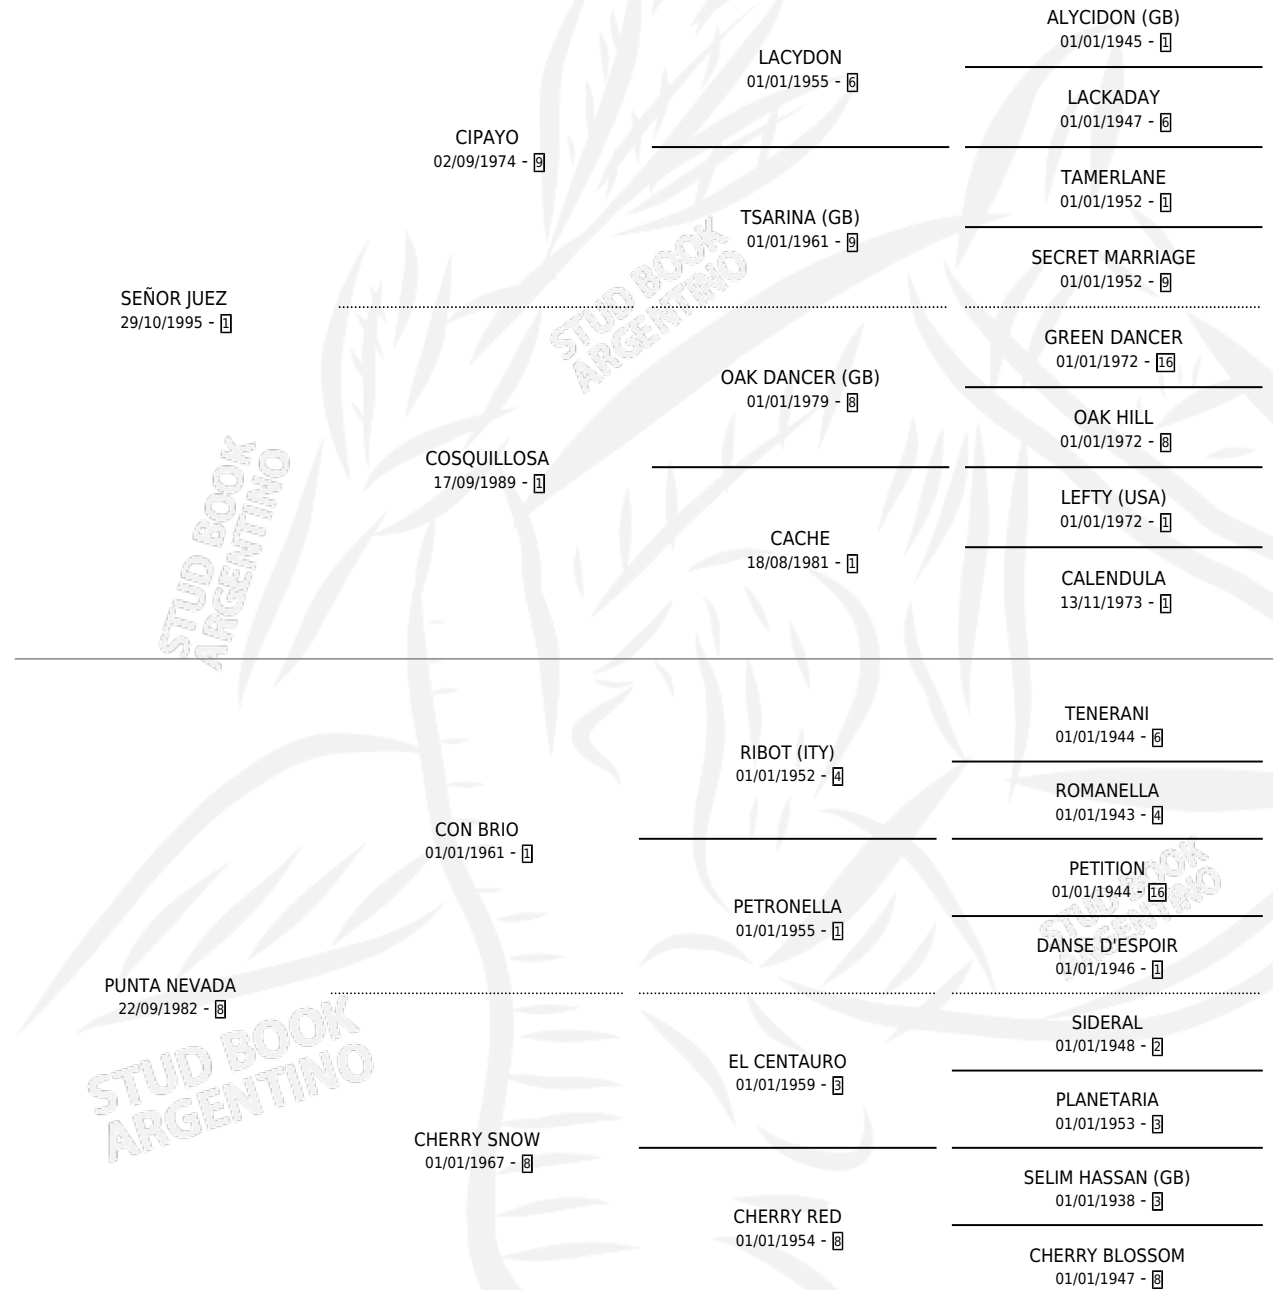 ALYCIDON (GB)
01/01/1945 - 1
LACYDON
01/01/1955 - 6
LACKADAY
01/01/1947 - 6
CIPAYO
02/09/1974 - 9
TAMERLANE
01/01/1952 - 1
TSARINA (GB)
01/01/1961 - 9
SECRET MARRIAGE
01/01/1952 - 9
SEÑOR JUEZ
29/10/1995 - 1
GREEN DANCER
01/01/1972 - 16
OAK DANCER (GB)
01/01/1979 - 8
OAK HILL
01/01/1972 - 8
COSQUILLOSA
17/09/1989 - 1
LEFTY (USA)
01/01/1972 - 1
CACHE
18/08/1981 - 1
CALENDULA
13/11/1973 - 1
TENERANI
01/01/1944 - 6
RIBOT (ITY)
01/01/1952 - 4
ROMANELLA
01/01/1943 - 4
CON BRIO
01/01/1961 - 1
PETITION
01/01/1944 - 16
PETRONELLA
01/01/1955 - 1
DANSE D'ESPOIR
01/01/1946 - 1
PUNTA NEVADA
22/09/1982 - 8
SIDERAL
01/01/1948 - 2
EL CENTAURO
01/01/1959 - 3
PLANETARIA
01/01/1953 - 3
CHERRY SNOW
01/01/1967 - 8
SELIM HASSAN (GB)
01/01/1938 - 3
CHERRY RED
01/01/1954 - 8
CHERRY BLOSSOM
01/01/1947 - 8
STUD BOOK
ARGENTINO
STUD BOOK
ARGENTINO
STUD BOOK
ARGENTINO
STUD BOOK
ARGENTINO